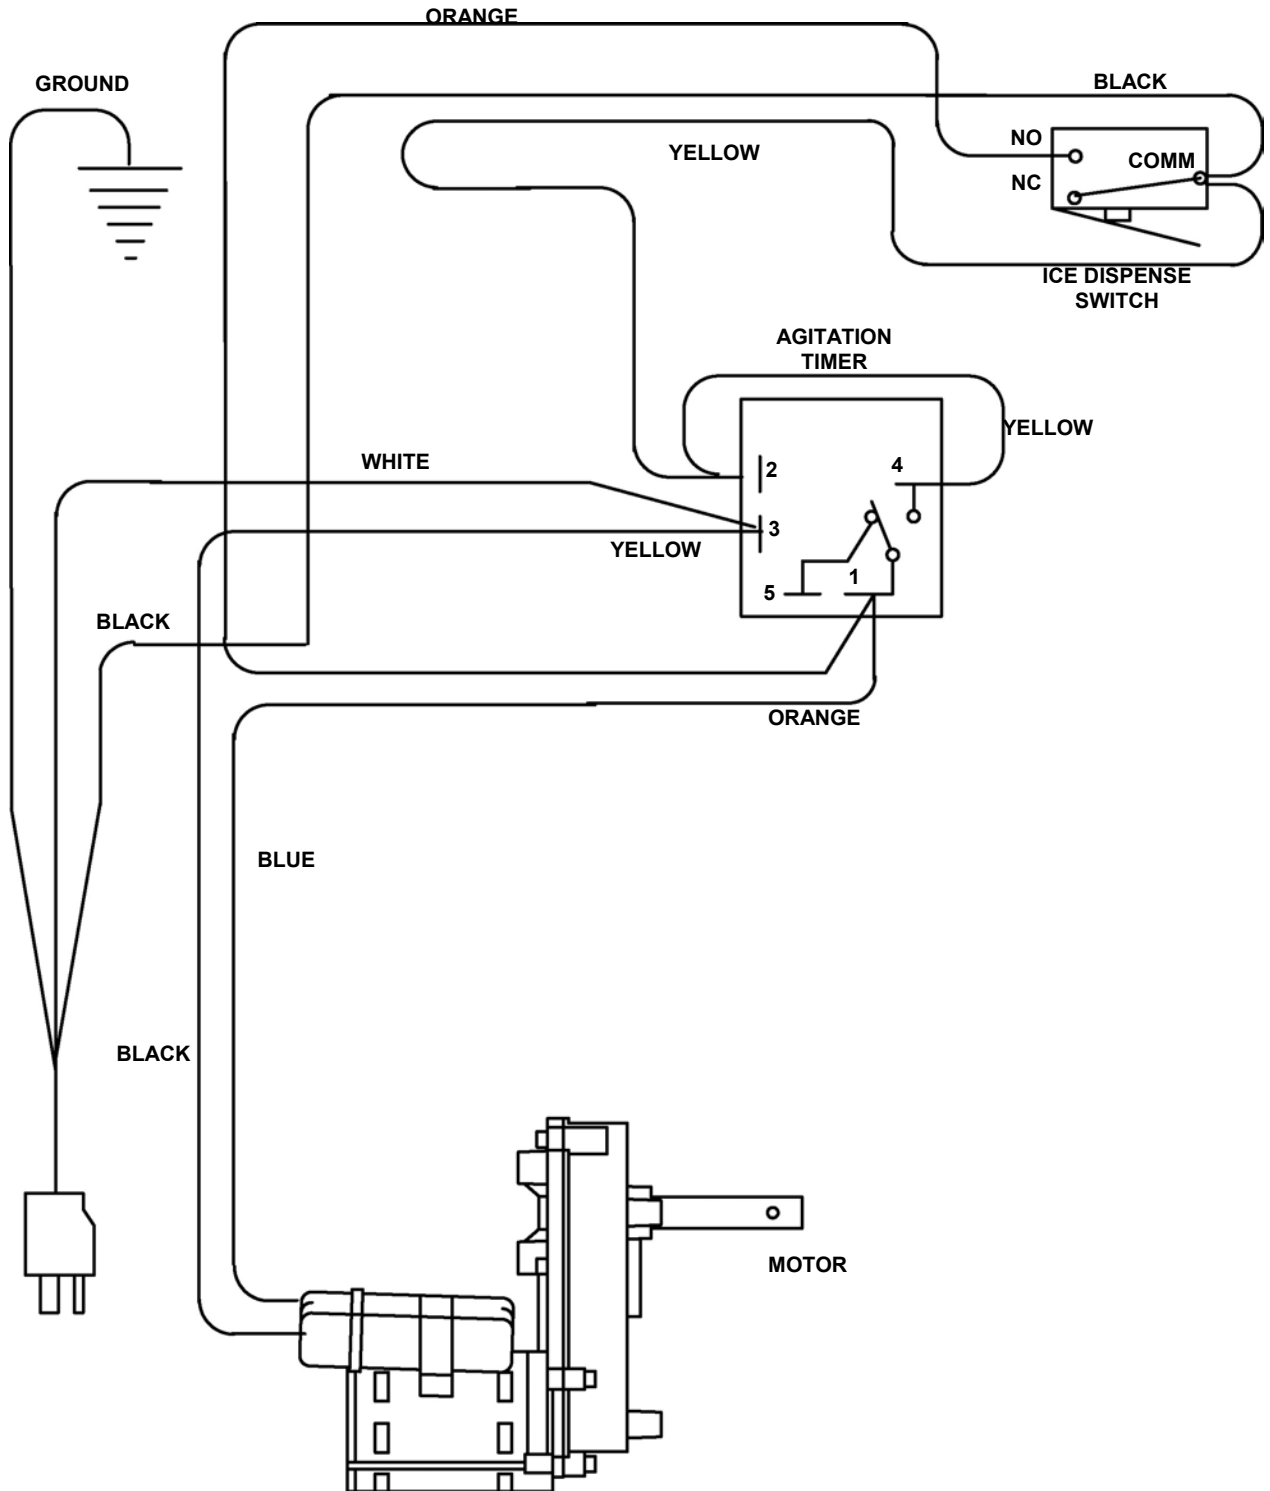 ORANGE
GROUND
BLACK
NO
YELLOW
COMM
NC
ICE DISPENSE
SWITCH
AGITATION
TIMER
YELLOW
WHITE
2
4
3
YELLOW
5
1
BLACK
ORANGE
BLUE
BLACK
MOTOR